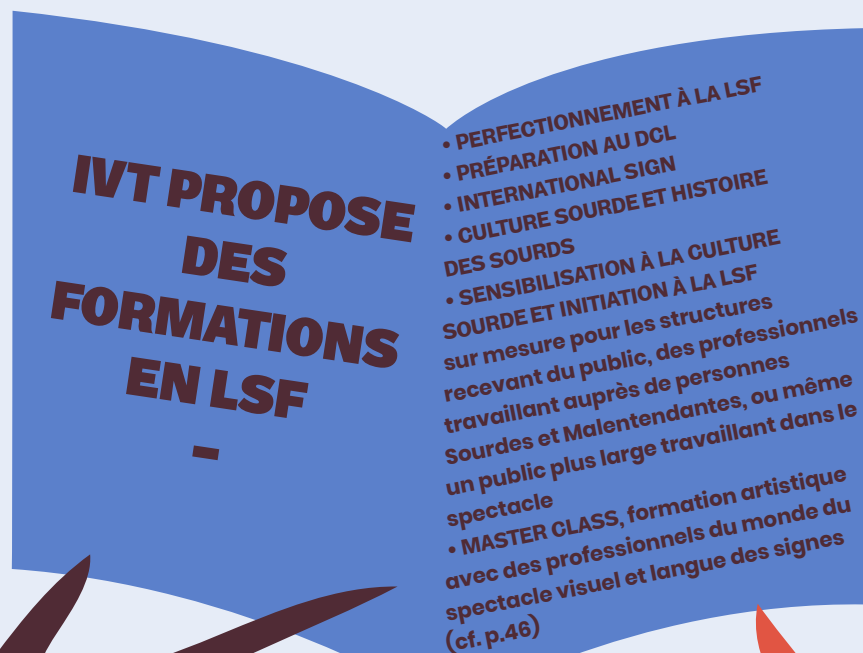 IVT PROPOSE
DES
FORMATIONS
EN LSF
–
• PERFECTIONNEMENT À LA LSF
• PRÉPARATION AU DCL
• INTERNATIONAL SIGN
• CULTURE SOURDE ET HISTOIRE
DES SOURDS
• SENSIBILISATION À LA CULTURE
SOURDE ET INITIATION À LA LSF
sur mesure pour les structures
recevant du public, des professionnels
travaillant auprès de personnes
Sourdes et Malentendantes, ou même
un public plus large travaillant dans le
spectacle
• MASTER CLASS, formation artistique
avec des professionnels du monde du
spectacle visuel et langue des signes
(cf. p.46)